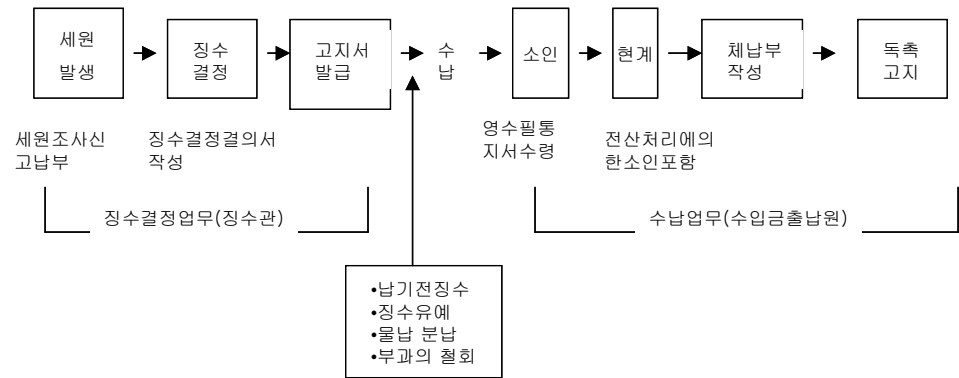 세원
발생
징수
결정
고지서
발급
수
납
소인
현계
체납부
작성
독촉
고지
세원조사신
고납부
징수결정결의서
작성
영수필통
지서수령
전산처리에의
한소인포함
징수결정업무(징수관)
수납업무(수입금출납원)
•납기전징수
•징수유예
•물납 분납
•부과의 철회